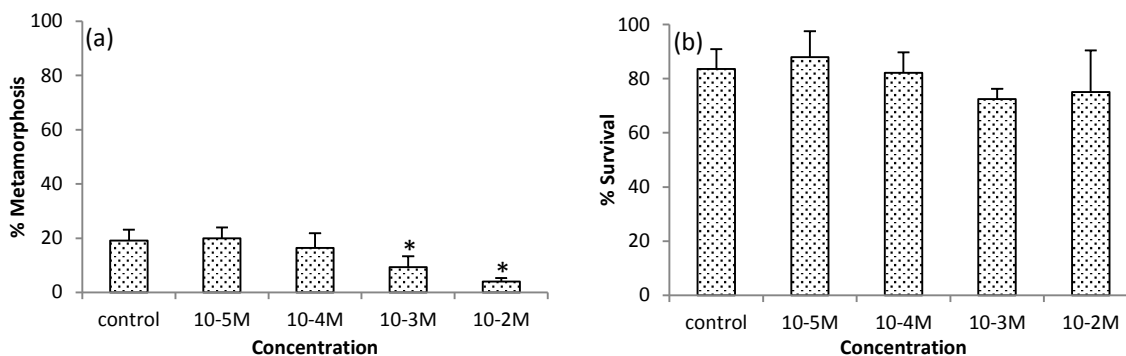 (a)
100
80
60
40
20
0
% Metamorphosis
*
*
control 10-5M 10-4M 10-3M 10-2M
Concentration
(b)
100
80
60
40
20
0
% Survival
control 10-5M 10-4M 10-3M 10-2M
Concentration